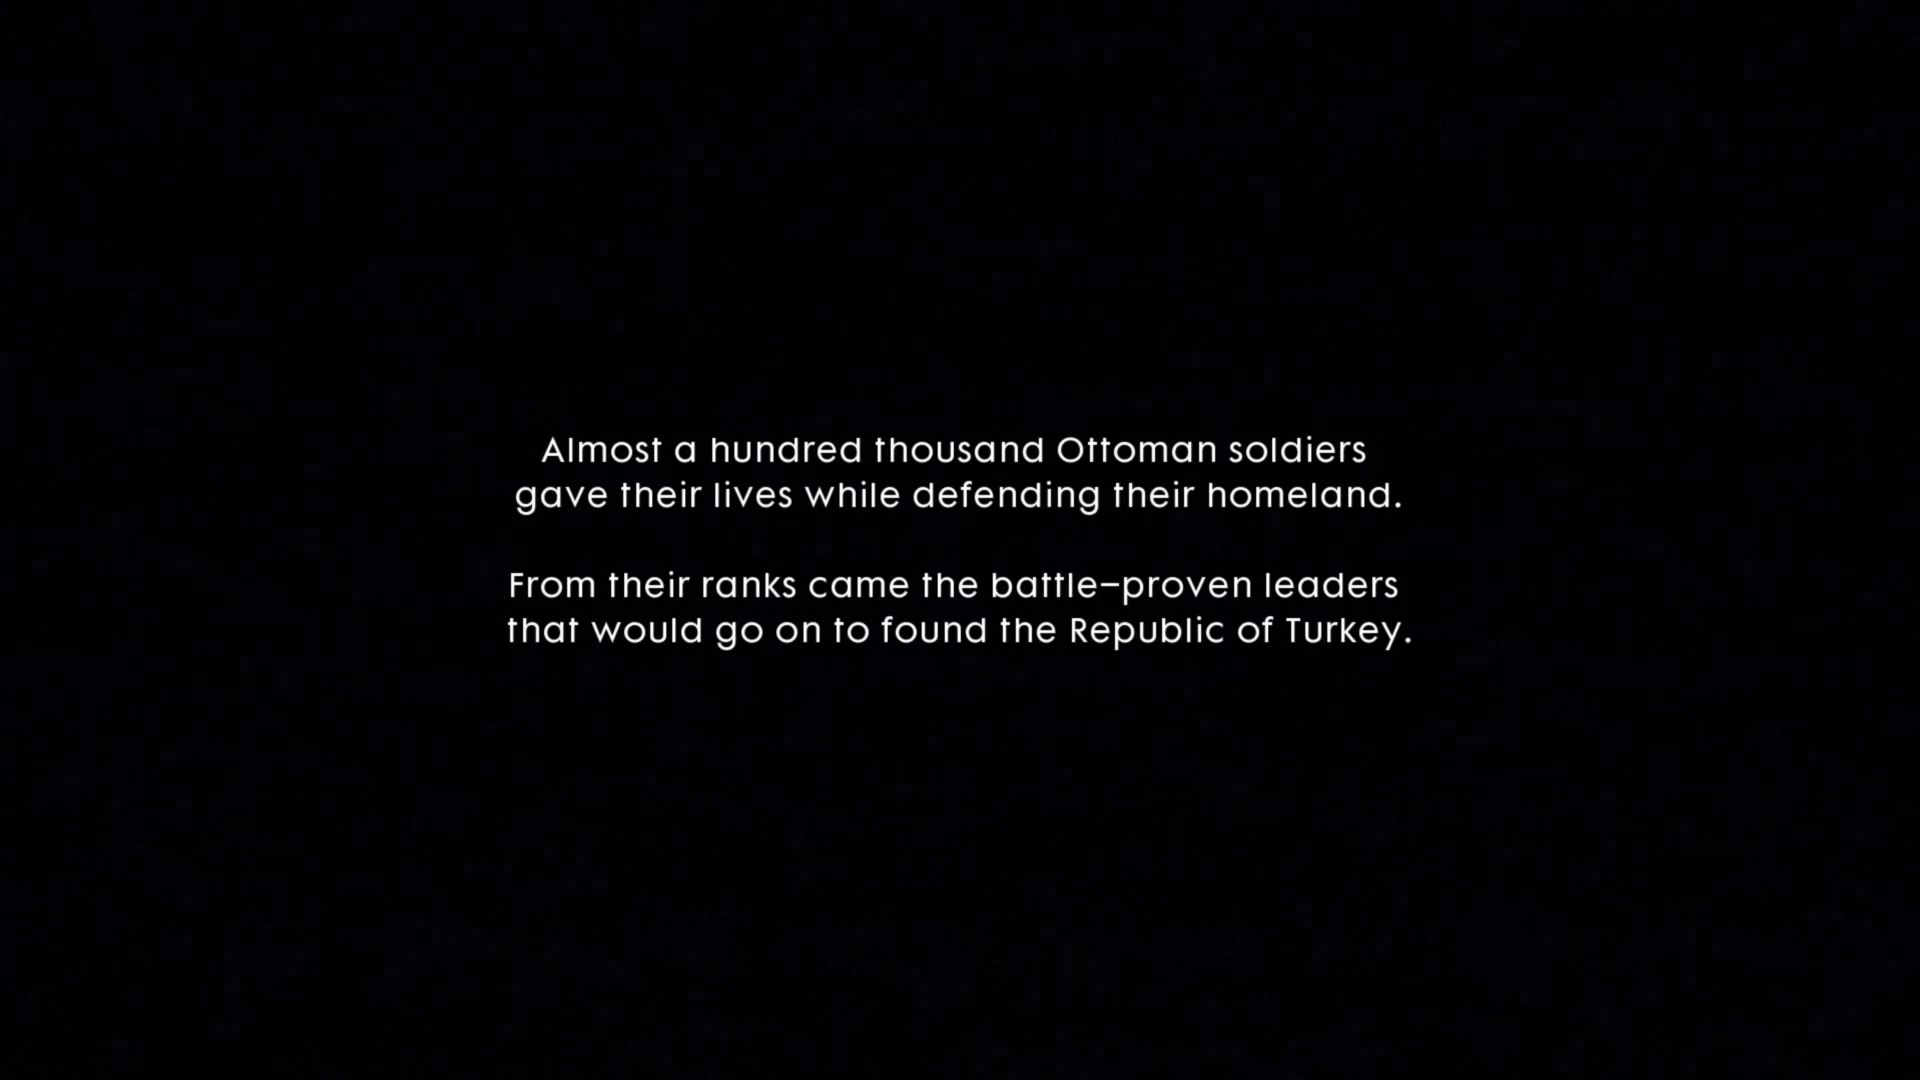 Almost a hundred thousand Ottoman soldiers
gave their lives while defending their homeland.
From their ranks came the battle–proven leaders
that would go on to found the Republic of Turkey.